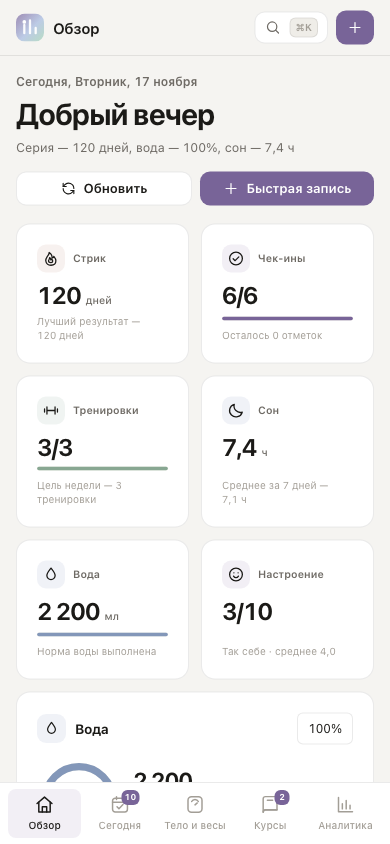 Обзор
⌘K
Сегодня, Вторник, 17 ноября
Добрый вечер
Серия — 120 дней, вода — 100%, сон — 7,4 ч
Обновить
Быстрая запись
Стрик
120 дней
Лучший результат —
120 дней
Чек-ины
6/6
Осталось 0 отметок
Тренировки
3/3
Цель недели — 3
тренировки
Сон
7,4 ч
Среднее за 7 дней —
7,1 ч
Вода
2 200 мл
Норма воды выполнена
Настроение
3/10
Так себе · среднее 4,0
Вода
100%
2 200
Обзор
10
Сегодня
Тело и весы
2
Курсы
Аналитика